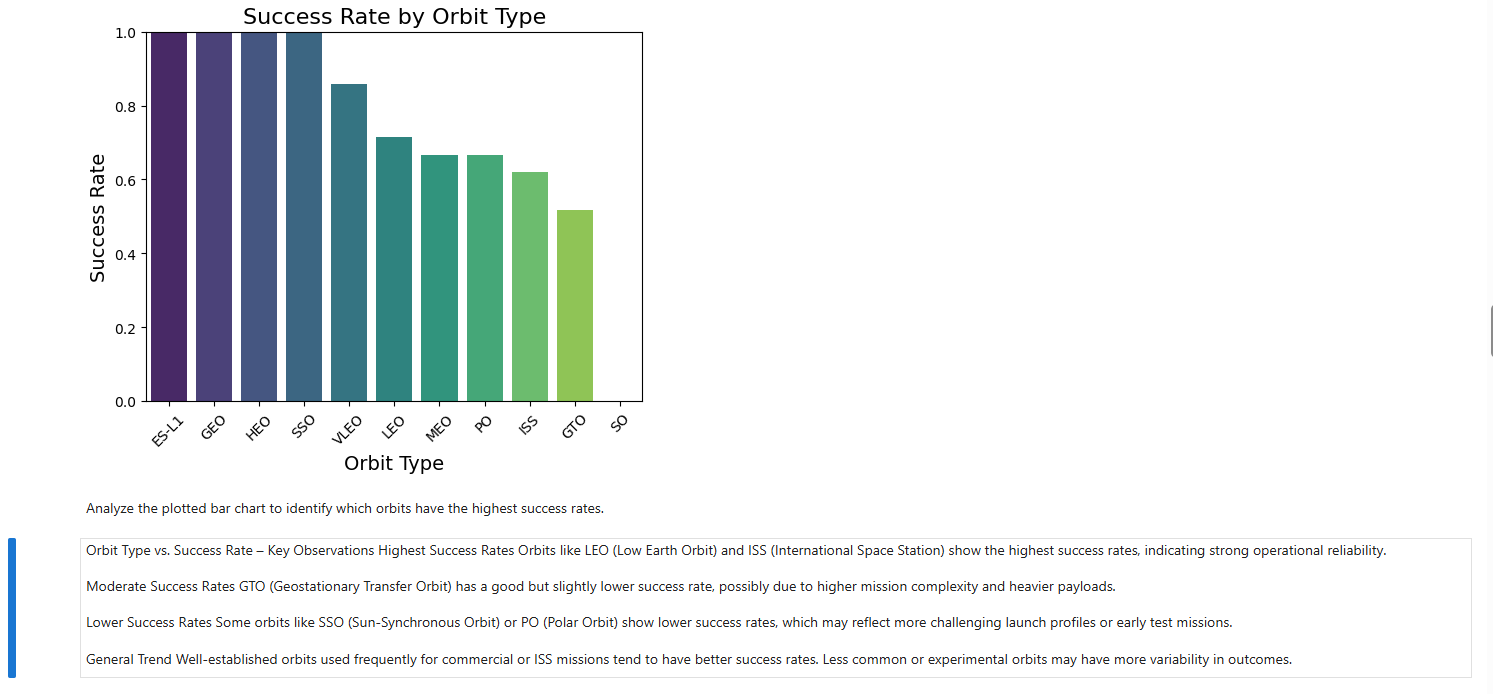 Success Rate by Orbit Type
1.0
0.8
0.6
0.4
0.2
0.0
Success Rate
ES-L1
GEO
HEO
SSO
VLEO
LEO
MEO
PO
ISS
GTO
SO
Orbit Type
Analyze the plotted bar chart to identify which orbits have the highest success rates.
Orbit Type vs. Success Rate – Key Observations Highest Success Rates Orbits like LEO (Low Earth Orbit) and ISS (International Space Station) show the highest success rates, indicating strong operational reliability.
Moderate Success Rates GTO (Geostationary Transfer Orbit) has a good but slightly lower success rate, possibly due to higher mission complexity and heavier payloads.
Lower Success Rates Some orbits like SSO (Sun-Synchronous Orbit) or PO (Polar Orbit) show lower success rates, which may reflect more challenging launch profiles or early test missions.
General Trend Well-established orbits used frequently for commercial or ISS missions tend to have better success rates. Less common or experimental orbits may have more variability in outcomes.